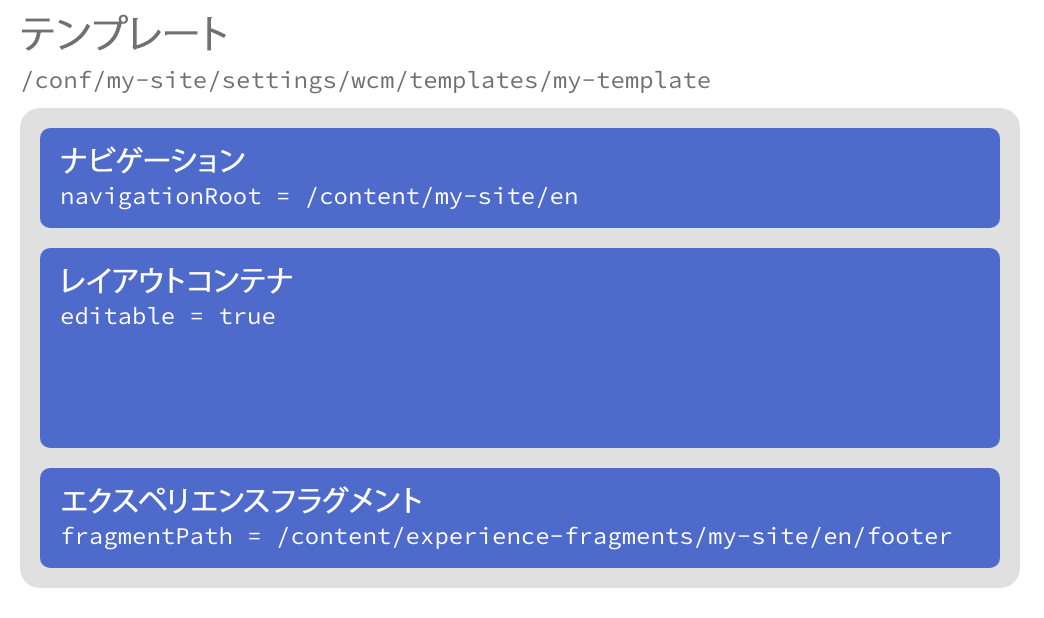 テンプレート
/conf/my-site/settings/wcm/templates/my-template
ナビゲーション
navigationRoot = /content/my-site/en
レイアウトコンテナ
editable = true
エクスペリエンスフラグメント
fragmentPath = /content/experience-fragments/my-site/en/footer